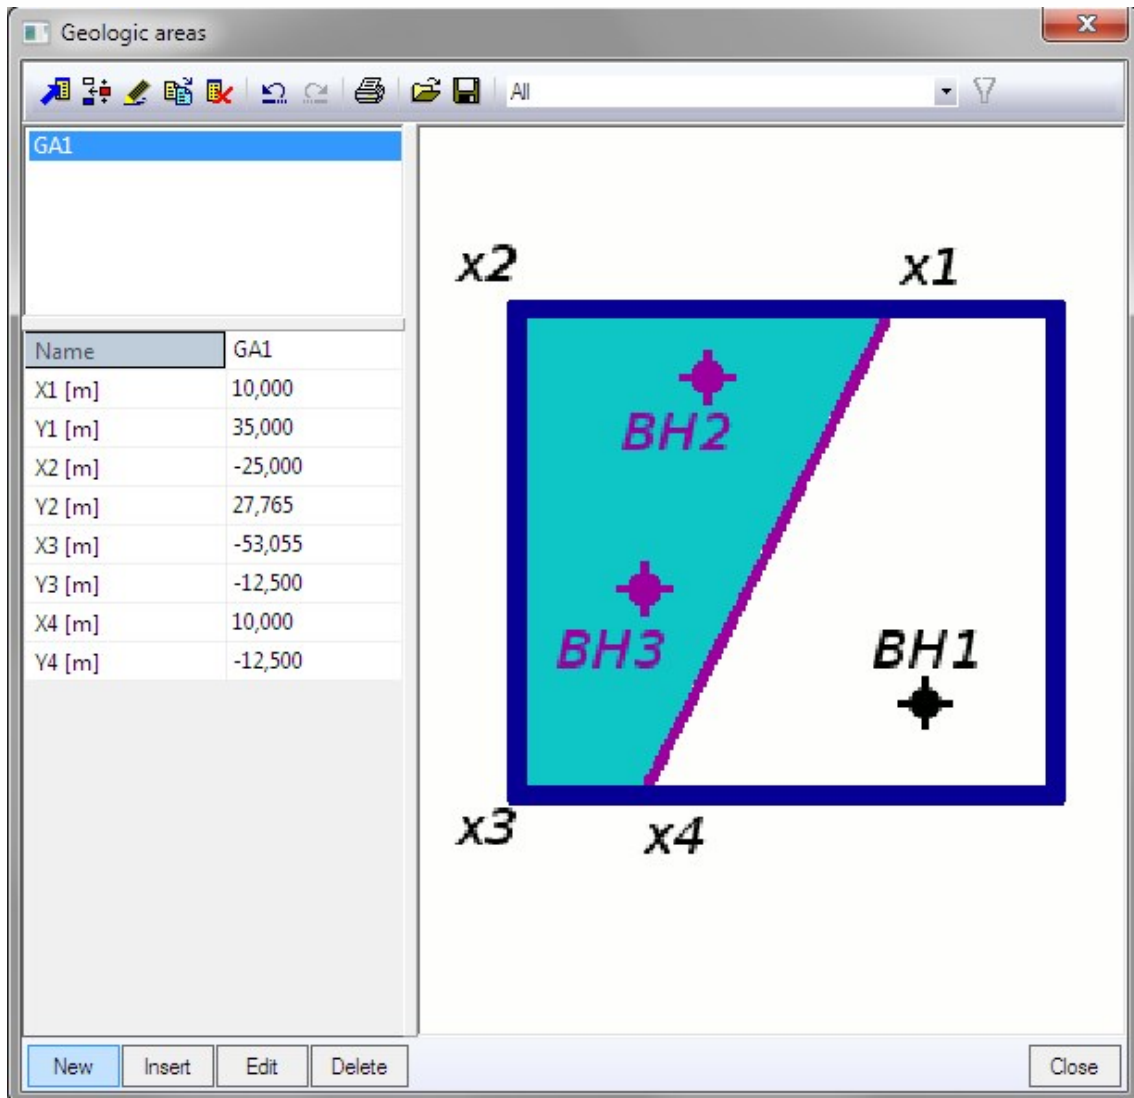 Geologic areas
All
GA1
Name GA1
X1 [m] 10,000
Y1 [m] 35,000
X2 [m] -25,000
Y2 [m] 27,765
X3 [m] -53,055
Y3 [m] -12,500
X4 [m] 10,000
Y4 [m] -12,500
x2 x1
BH2
BH3 BH1
x3 x4
New Insert Edit Delete Close